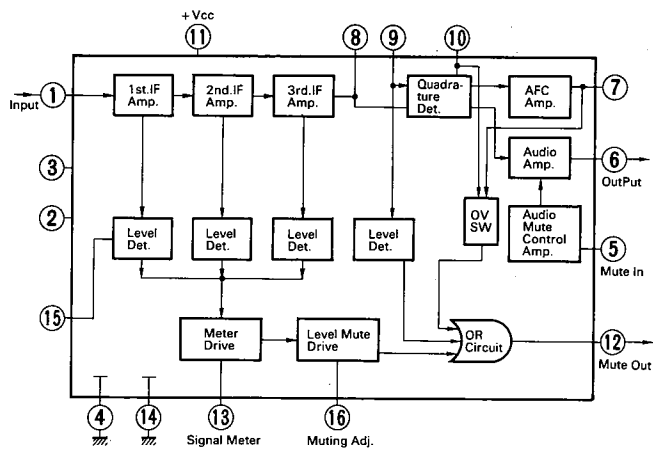 +Vcc
11
8
9
10
Input
1
1st.IF
Amp.
2nd.IF
Amp.
3rd.IF
Amp.
Quadra-
ture
Det.
AFC
Amp.
7
3
Audio
Amp.
6
OutPut
2
Level
Det.
Level
Det.
Level
Det.
Level
Det.
OV
SW
Audio
Mute
Control
Amp.
5
Mute In
15
Meter
Drive
Level Mute
Drive
OR
Circuit
12
Mute Out
4
14
13
16
Signal Meter
Muting Adj.